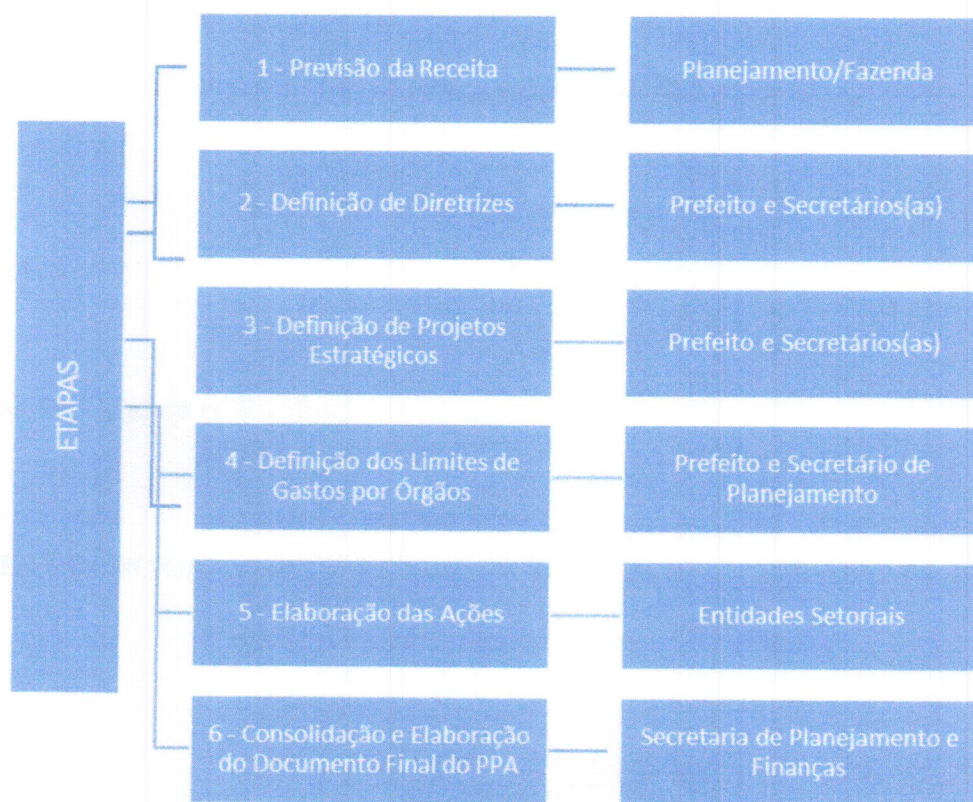 ETAPAS
1 - Previsão da Receita
Planejamento/Fazenda
2 - Definição de Diretrizes
Prefeito e Secretários(as)
3 - Definição de Projetos
Estratégicos
Prefeito e Secretários(as)
4 - Definição dos Limites de
Gastos por Órgãos
Prefeito e Secretário de
Planejamento
5 - Elaboração das Ações
Entidades Setoriais
6 - Consolidação e Elaboração
do Documento Final do PPA
Secretaria de Planejamento e
Finanças